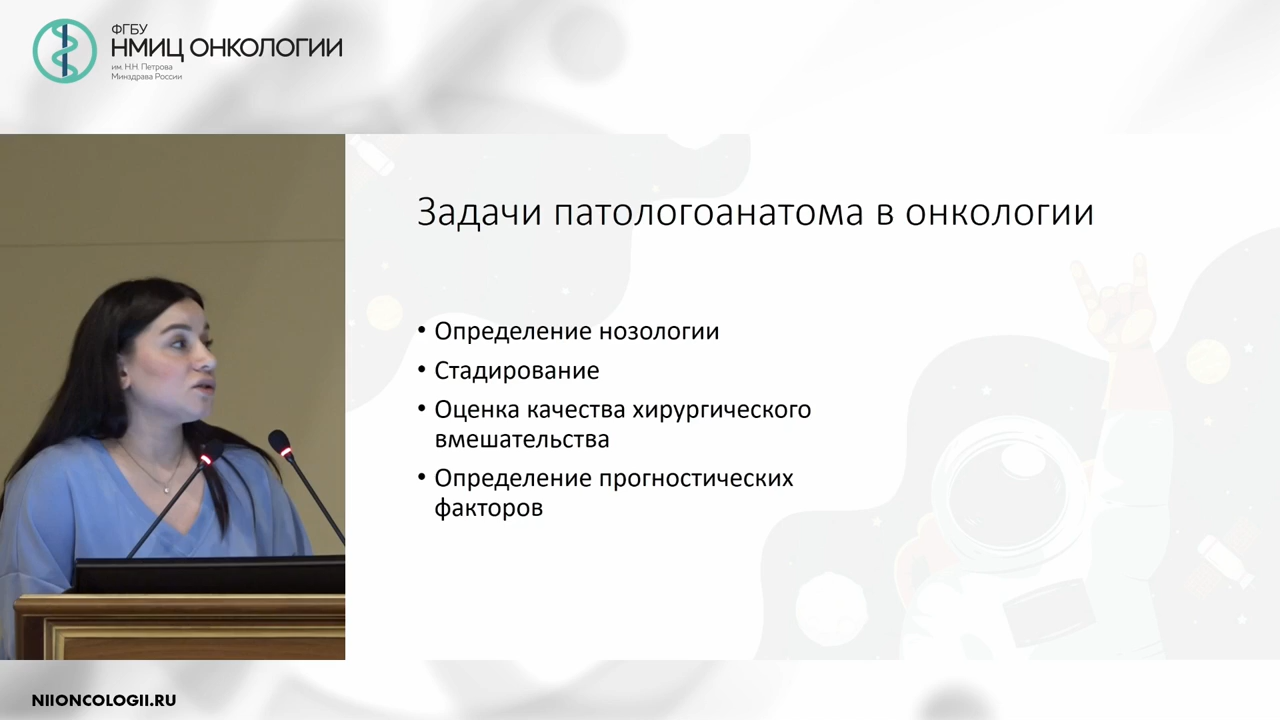 ФГБУ
НМИЦ ОНКОЛОГИИ
им. Н.Н. Петрова
Минздрава России
Задачи патологоанатома в онкологии
• Определение нозологии
• Стадирование
• Оценка качества хирургического
вмешательства
• Определение прогностических
факторов
NIIONCOLOGII.RU